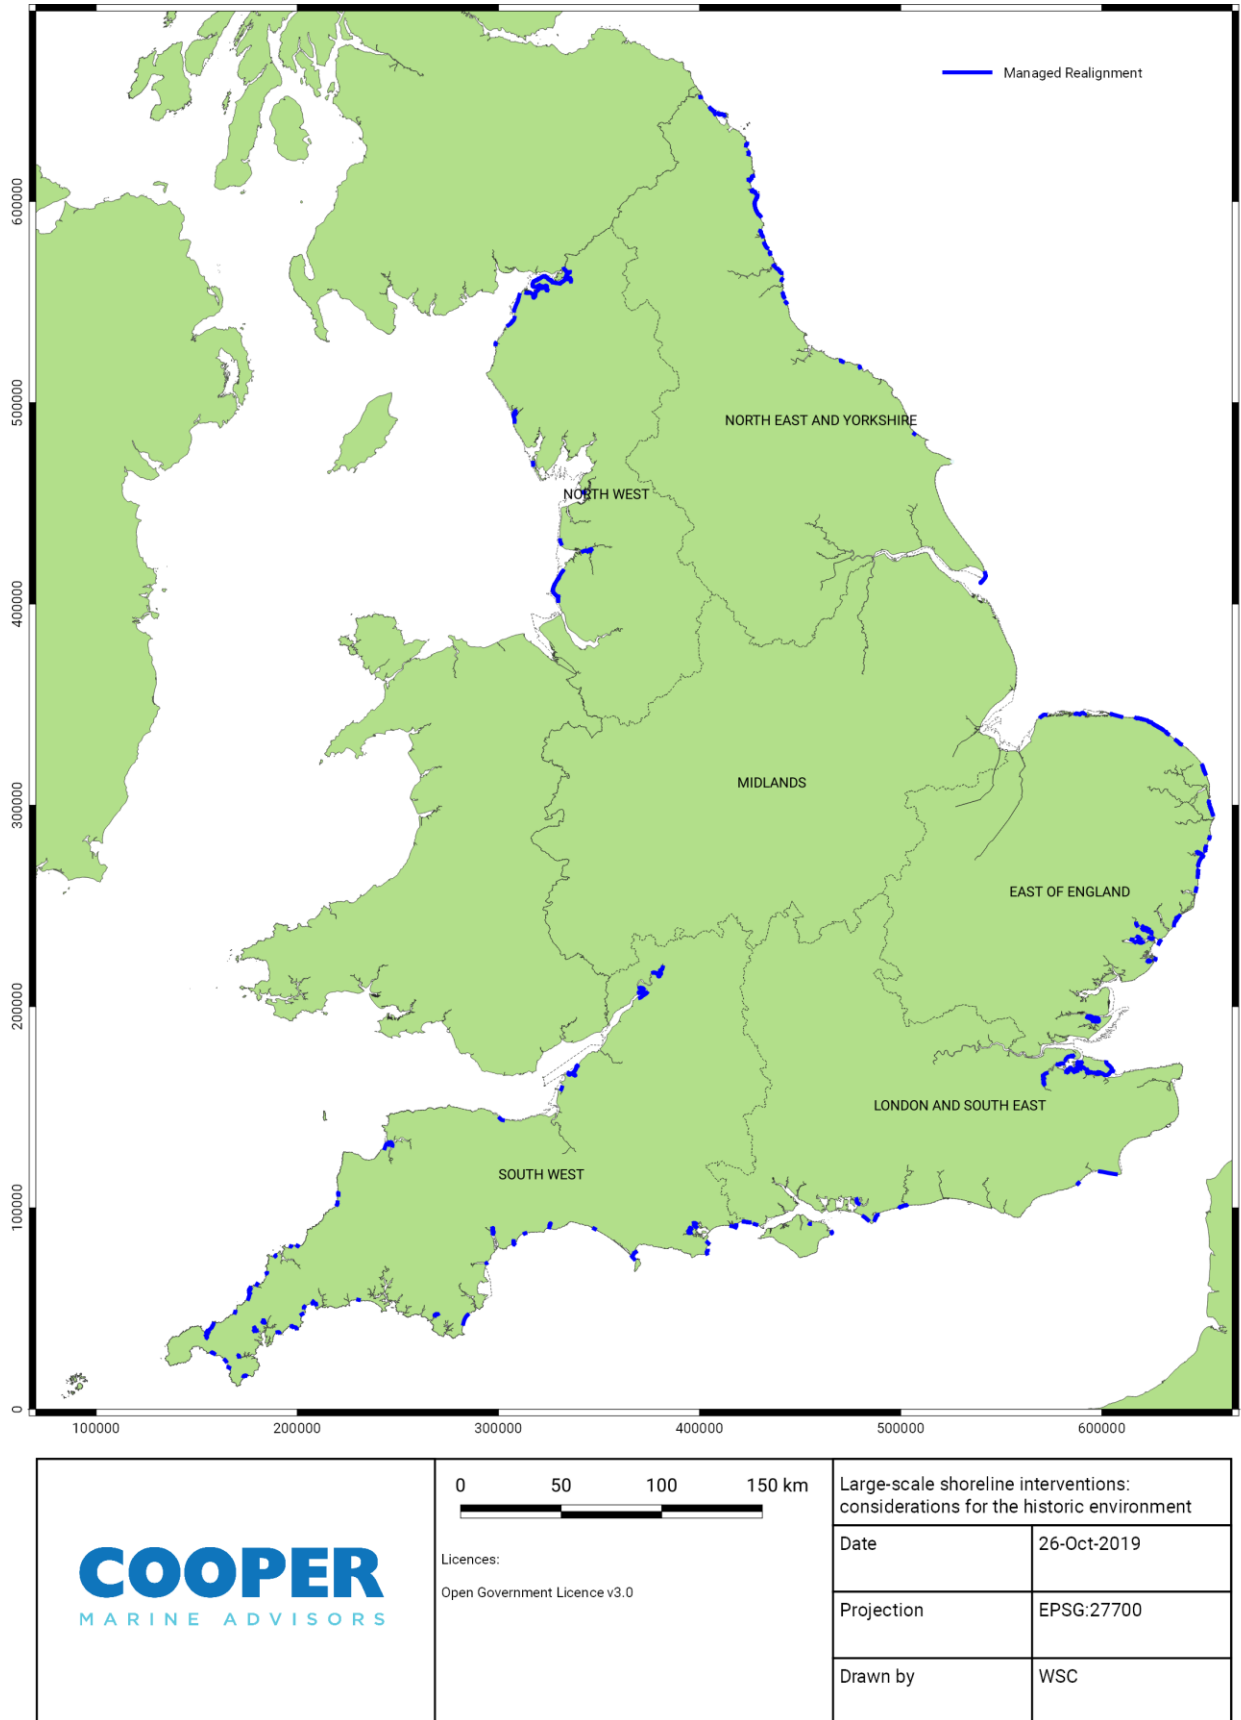 Managed Realignment
600000
500000
NORTH EAST AND YORKSHIRE
NORTH WEST
400000
MIDLANDS
300000
EAST OF ENGLAND
200000
LONDON AND SOUTH EAST
SOUTH WEST
100000
0
100000 200000 300000 400000 500000 600000
COOPER
MARINE ADVISORS
0 50 100 150 km
Licences:
Open Government Licence v3.0
Large-scale shoreline interventions:
considerations for the historic environment
Date 26-Oct-2019
Projection EPSG:27700
Drawn by WSC